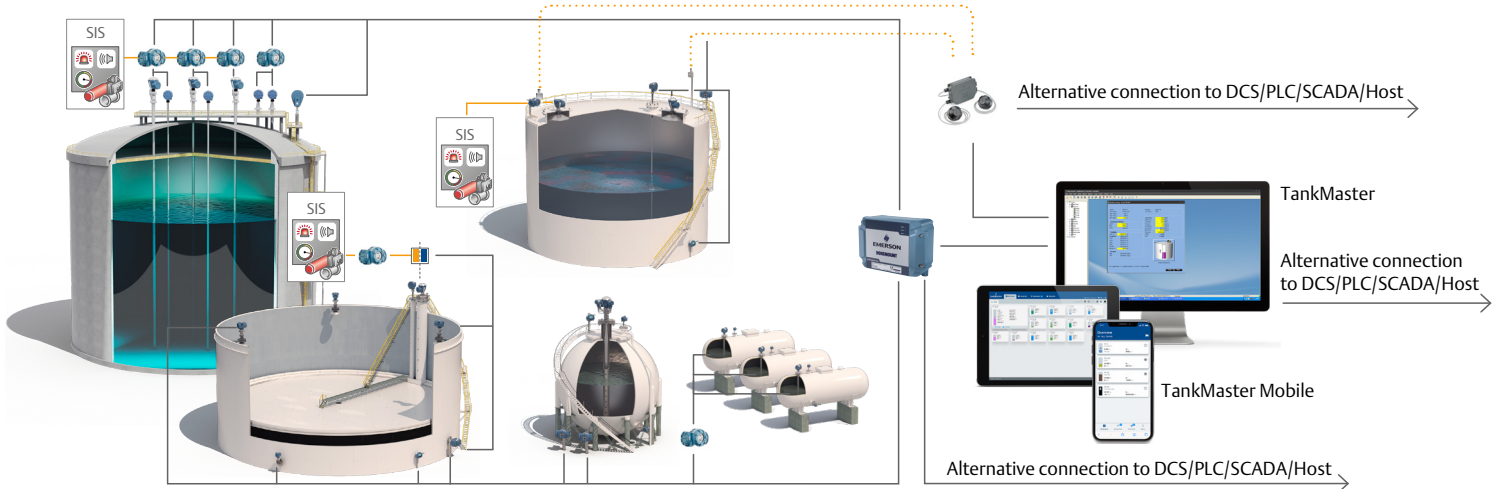 SIS
SIS
SIS
Alternative connection to DCS/PLC/SCADA/Host
TankMaster
EMERSON
Alternative connection
to DCS/PLC/SCADA/Host
TankMaster Mobile
Alternative connection to DCS/PLC/SCADA/Host